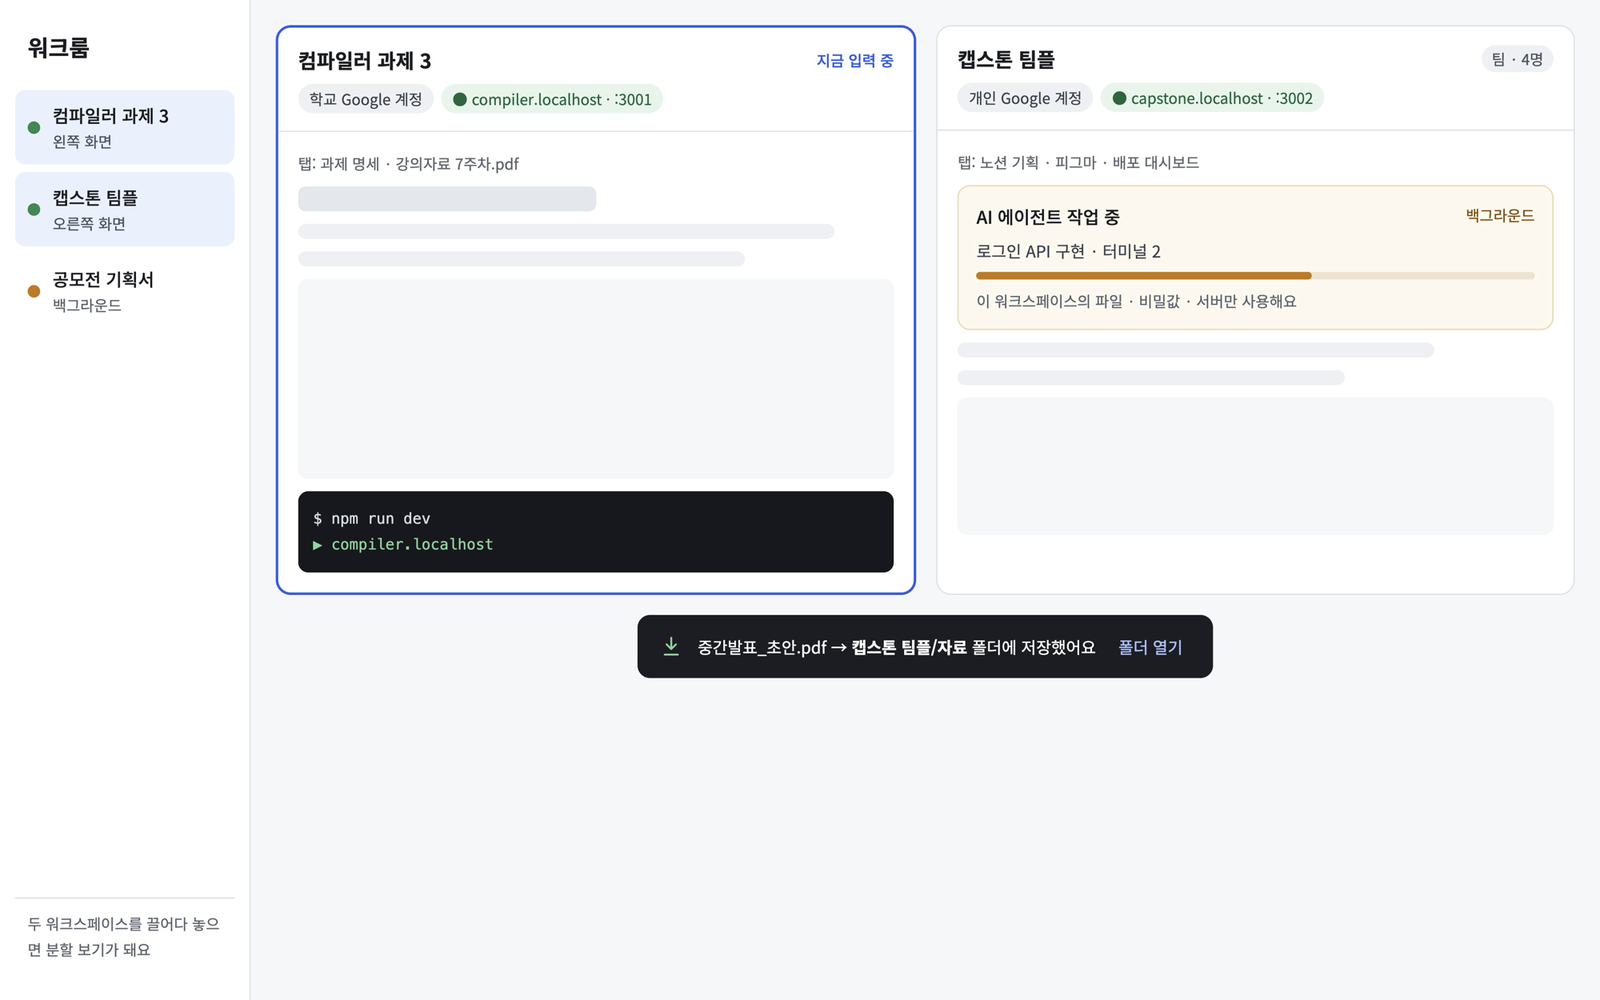 워크룸
컴파일러 과제 3
왼쪽 화면
캡스톤 팀플
오른쪽 화면
공모전 기획서
백그라운드
두 워크스페이스를 끌어다 놓으
면 분할 보기가 돼요
컴파일러 과제 3
지금 입력 중
학교 Google 계정
compiler.localhost · :3001
탭: 과제 명세 · 강의자료 7주차.pdf
$ npm run dev
▶ compiler.localhost
캡스톤 팀플
팀 · 4명
개인 Google 계정
capstone.localhost · :3002
탭: 노션 기획 · 피그마 · 배포 대시보드
AI 에이전트 작업 중
백그라운드
로그인 API 구현 · 터미널 2
이 워크스페이스의 파일 · 비밀값 · 서버만 사용해요
중간발표_초안.pdf → 캡스톤 팀플/자료 폴더에 저장했어요 폴더 열기